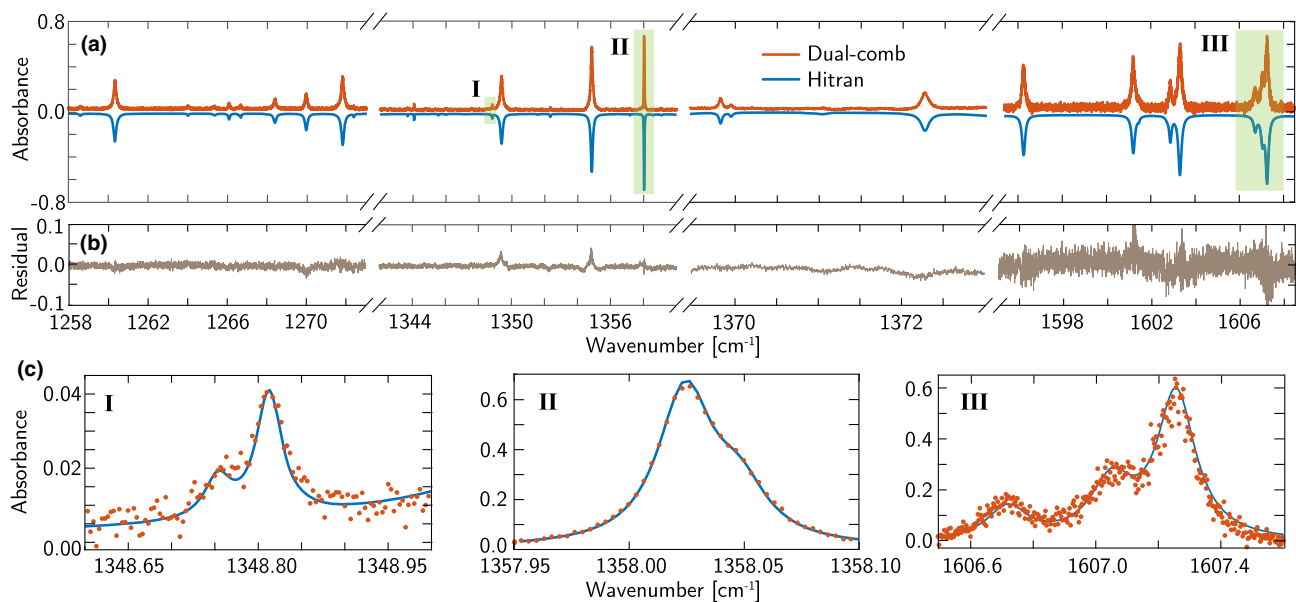 (a)
Absorbance
0.8
0.0
-0.8
I
II
III
Dual-comb
Hitran
(b)
Residual
0.1
0.0
-0.1
1258 1262 1266 1270 1344 1350 1356 1370 1372 1598 1602 1606
Wavenumber [cm⁻¹]
(c)
Absorbance
0.04
0.02
0.00
I
1348.65 1348.80 1348.95
0.6
0.4
0.2
0.0
II
1357.95 1358.00 1358.05 1358.10
0.6
0.4
0.2
0.0
III
1606.6 1607.0 1607.4
Wavenumber [cm⁻¹]